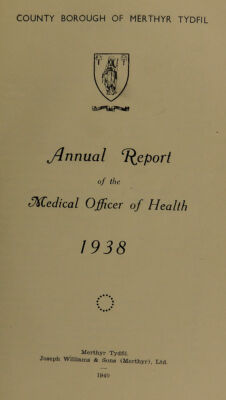 COUNTY BOROUGH OF MERTHYR TYDFIL
Annual Report
of the
Medical Officer of Health
1938
Merthyr Tydfil.
Joseph Williams & Sons (Merthyr), Ltd.
1940